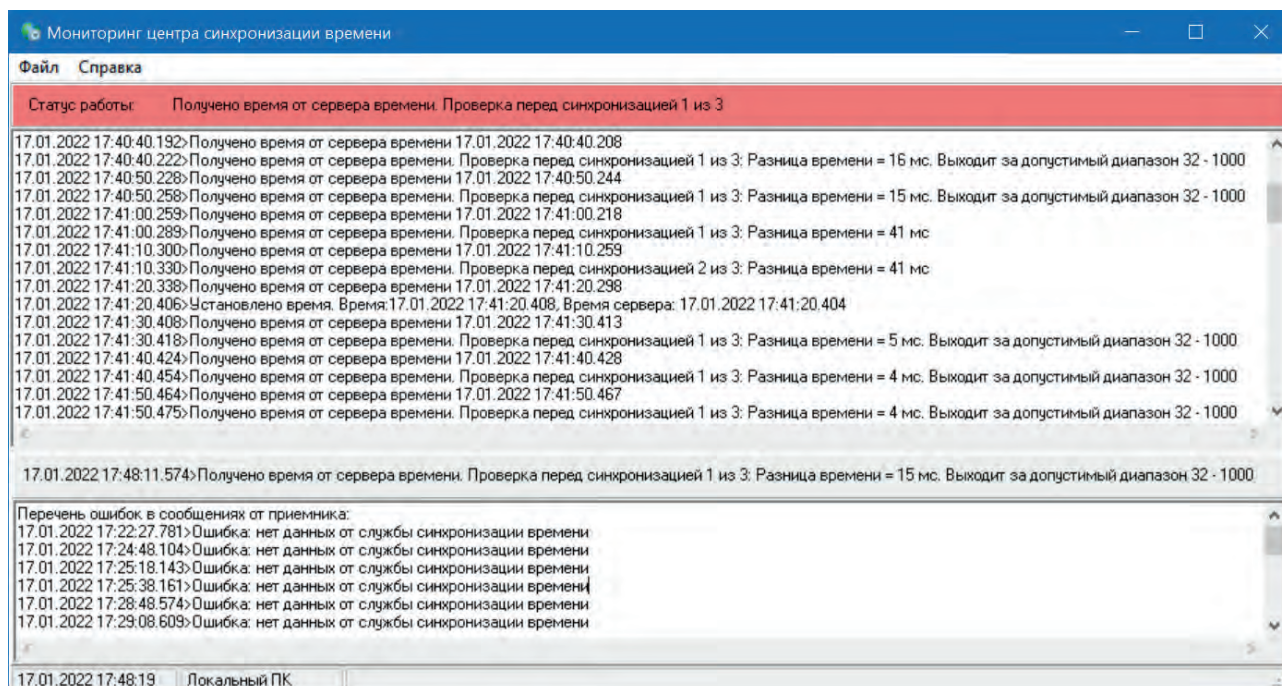 Мониторинг центра синхронизации времени
Файл Справка
Статус работы: Получено время от сервера времени. Проверка перед синхронизацией 1 из 3
17.01.2022 17:40:40.192>Получено время от сервера времени 17.01.2022 17:40:40.208
17.01.2022 17:40:40.222>Получено время от сервера времени. Проверка перед синхронизацией 1 из 3: Разница времени = 16 мс. Выходит за допустимый диапазон 32 - 1000
17.01.2022 17:40:50.228>Получено время от сервера времени 17.01.2022 17:40:50.244
17.01.2022 17:40:50.258>Получено время от сервера времени. Проверка перед синхронизацией 1 из 3: Разница времени = 15 мс. Выходит за допустимый диапазон 32 - 1000
17.01.2022 17:41:00.259>Получено время от сервера времени 17.01.2022 17:41:00.218
17.01.2022 17:41:00.289>Получено время от сервера времени. Проверка перед синхронизацией 1 из 3: Разница времени = 41 мс
17.01.2022 17:41:10.300>Получено время от сервера времени 17.01.2022 17:41:10.259
17.01.2022 17:41:10.330>Получено время от сервера времени. Проверка перед синхронизацией 2 из 3: Разница времени = 41 мс
17.01.2022 17:41:20.338>Получено время от сервера времени 17.01.2022 17:41:20.298
17.01.2022 17:41:20.406>Установлено время. Время:17.01.2022 17:41:20.408, Время сервера: 17.01.2022 17:41:20.404
17.01.2022 17:41:30.408>Получено время от сервера времени 17.01.2022 17:41:30.413
17.01.2022 17:41:30.418>Получено время от сервера времени. Проверка перед синхронизацией 1 из 3: Разница времени = 5 мс. Выходит за допустимый диапазон 32 - 1000
17.01.2022 17:41:40.424>Получено время от сервера времени 17.01.2022 17:41:40.428
17.01.2022 17:41:40.454>Получено время от сервера времени. Проверка перед синхронизацией 1 из 3: Разница времени = 4 мс. Выходит за допустимый диапазон 32 - 1000
17.01.2022 17:41:50.464>Получено время от сервера времени 17.01.2022 17:41:50.467
17.01.2022 17:41:50.475>Получено время от сервера времени. Проверка перед синхронизацией 1 из 3: Разница времени = 4 мс. Выходит за допустимый диапазон 32 - 1000
17.01.2022 17:48:11.574>Получено время от сервера времени. Проверка перед синхронизацией 1 из 3: Разница времени = 15 мс. Выходит за допустимый диапазон 32 - 1000
Перечень ошибок в сообщениях от приемника:
17.01.2022 17:22:27.781>Ошибка: нет данных от службы синхронизации времени
17.01.2022 17:24:48.104>Ошибка: нет данных от службы синхронизации времени
17.01.2022 17:25:18.143>Ошибка: нет данных от службы синхронизации времени
17.01.2022 17:25:38.161>Ошибка: нет данных от службы синхронизации времени
17.01.2022 17:28:48.574>Ошибка: нет данных от службы синхронизации времени
17.01.2022 17:29:08.609>Ошибка: нет данных от службы синхронизации времени
17.01.2022 17:48:19 Локальный ПК